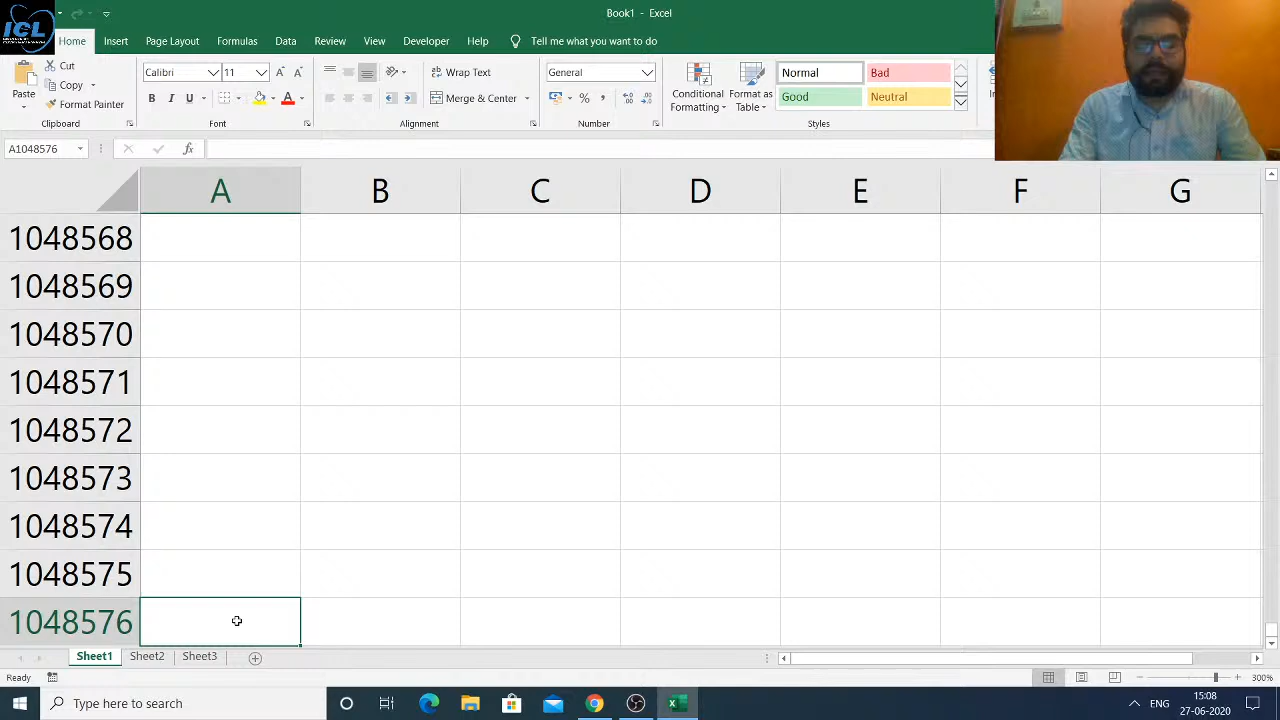 ICL
Book1 - Excel
Home Insert Page Layout Formulas Data Review View Developer Help Tell me what you want to do
Paste
Cut
Copy
Format Painter
Clipboard
Calibri 11
B I U
Font
Wrap Text
Merge & Center
Alignment
General
%
Number
Conditional Formatting
Format as Table
Normal Bad
Good Neutral
Styles
A1048576
fx
A B C D E F G
1048568
1048569
1048570
1048571
1048572
1048573
1048574
1048575
1048576
Sheet1 Sheet2 Sheet3
Ready
300%
Type here to search
ENG
15:08
27-06-2020